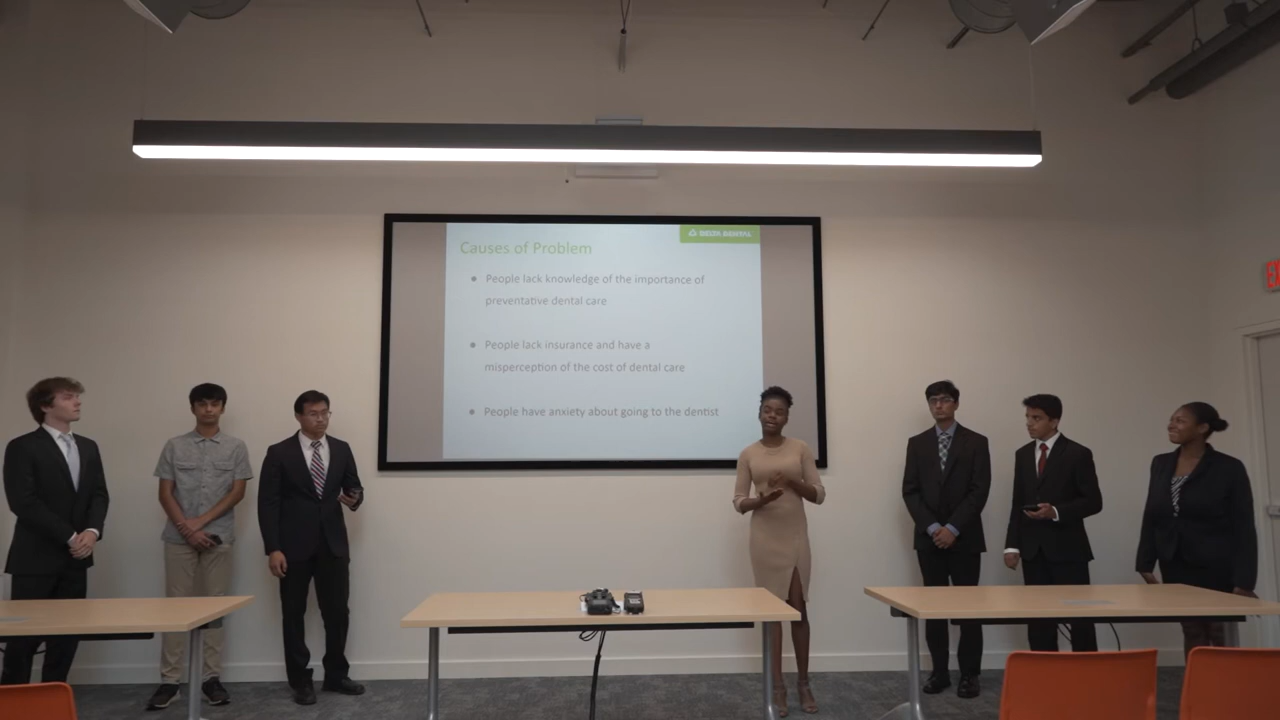 DELTA DENTAL
Causes of Problem
People lack knowledge of the importance of
preventative dental care
People lack insurance and have a
misperception of the cost of dental care
People have anxiety about going to the dentist